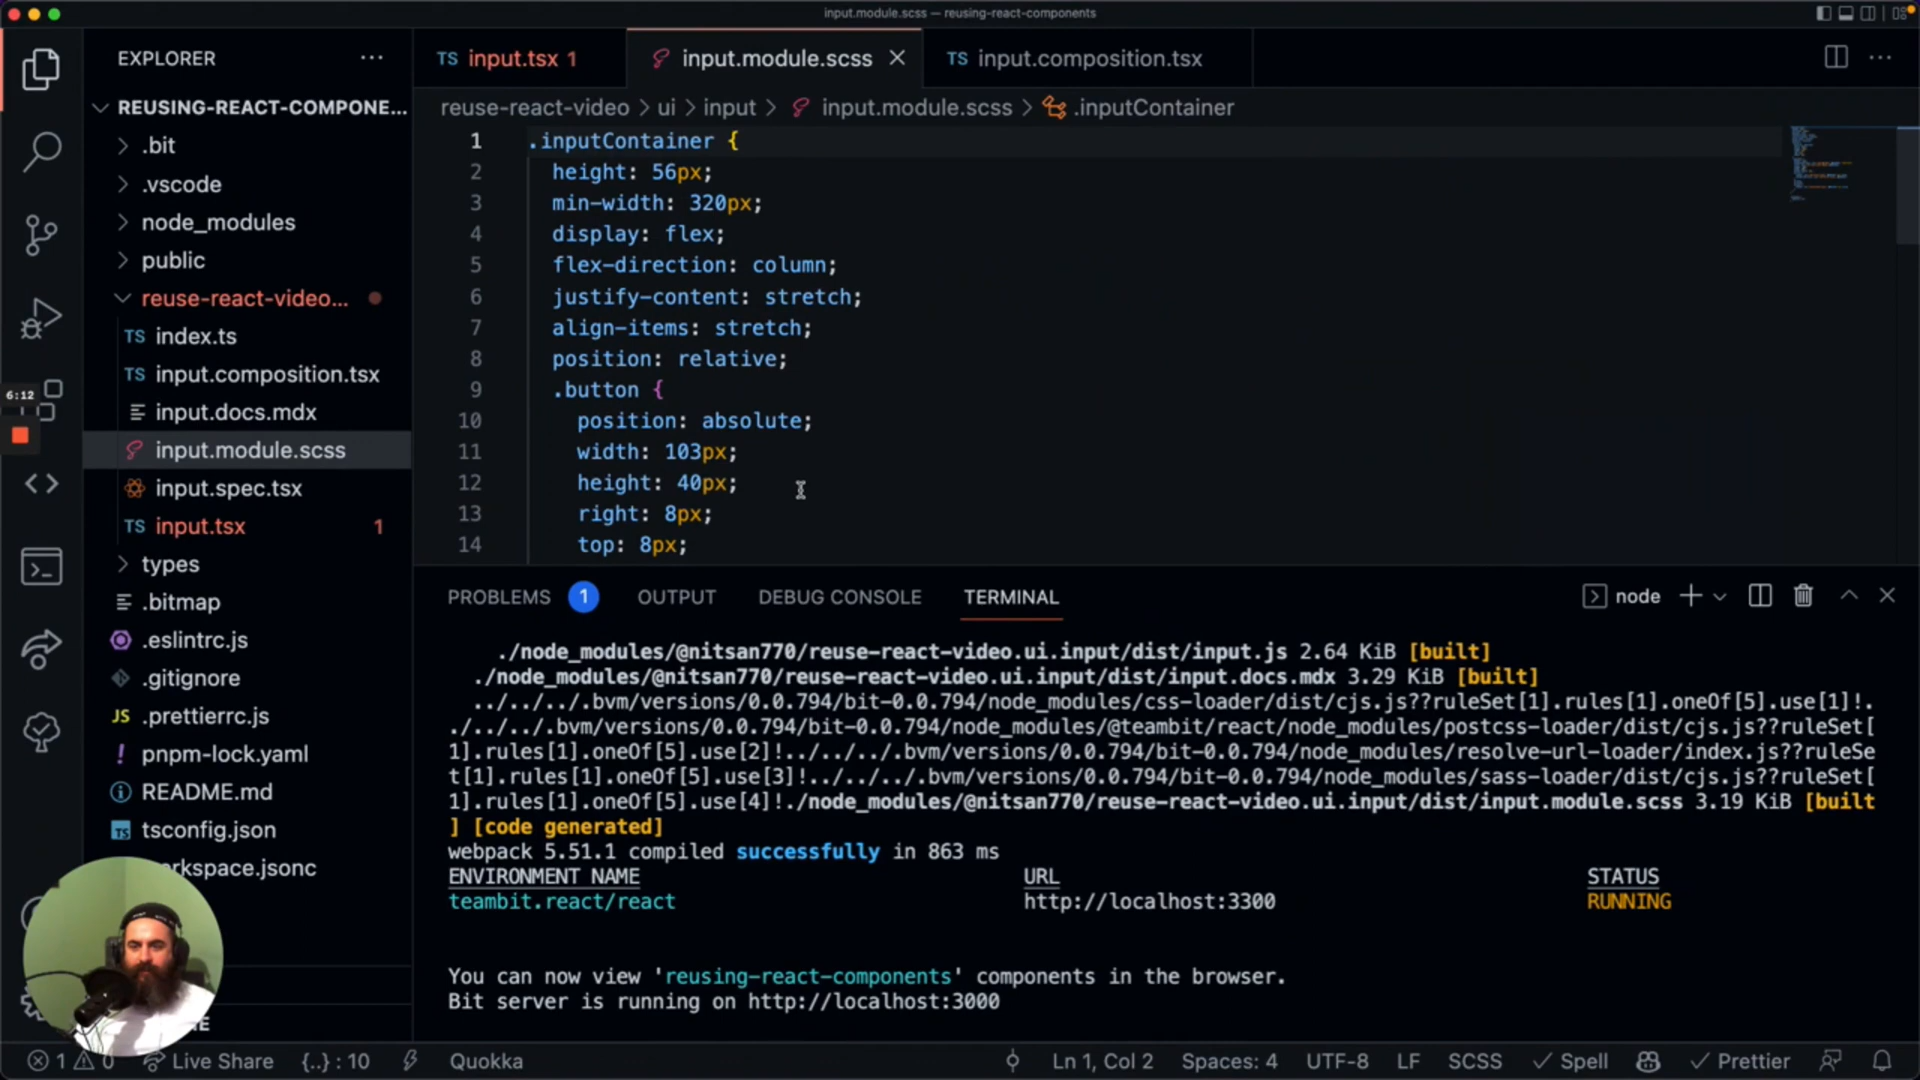 input.module.scss — reusing-react-components
EXPLORER
TS input.tsx 1
input.module.scss
TS input.composition.tsx
REUSING-REACT-COMPONE...
reuse-react-video > ui > input > input.module.scss > .inputContainer
.bit
.vscode
node_modules
public
reuse-react-video...
TS index.ts
TS input.composition.tsx
input.docs.mdx
input.module.scss
input.spec.tsx
TS input.tsx 1
types
.bitmap
.eslintrc.js
.gitignore
JS .prettierrc.js
! pnpm-lock.yaml
README.md
TS tsconfig.json
rkspace.jsonc
6:12
1 .inputContainer {
2 height: 56px;
3 min-width: 320px;
4 display: flex;
5 flex-direction: column;
6 justify-content: stretch;
7 align-items: stretch;
8 position: relative;
9 .button {
10 position: absolute;
11 width: 103px;
12 height: 40px;
13 right: 8px;
14 top: 8px;
PROBLEMS 1 OUTPUT DEBUG CONSOLE TERMINAL
node
./node_modules/@nitsan770/reuse-react-video.ui.input/dist/input.js 2.64 KiB [built]
./node_modules/@nitsan770/reuse-react-video.ui.input/dist/input.docs.mdx 3.29 KiB [built]
../../../.bvm/versions/0.0.794/bit-0.0.794/node_modules/css-loader/dist/cjs.js??ruleSet[1].rules[1].oneOf[5].use[1]!.
./../../.bvm/versions/0.0.794/bit-0.0.794/node_modules/@teambit/react/node_modules/postcss-loader/dist/cjs.js??ruleSet[
1].rules[1].oneOf[5].use[2]!../../../.bvm/versions/0.0.794/bit-0.0.794/node_modules/resolve-url-loader/index.js??ruleSe
t[1].rules[1].oneOf[5].use[3]!../../../.bvm/versions/0.0.794/bit-0.0.794/node_modules/sass-loader/dist/cjs.js??ruleSet[
1].rules[1].oneOf[5].use[4]!./node_modules/@nitsan770/reuse-react-video.ui.input/dist/input.module.scss 3.19 KiB [built
] [code generated]
webpack 5.51.1 compiled successfully in 863 ms
ENVIRONMENT NAME URL STATUS
teambit.react/react http://localhost:3300 RUNNING
You can now view 'reusing-react-components' components in the browser.
Bit server is running on http://localhost:3000
1 0 Live Share {..} : 10 Quokka
Ln 1, Col 2 Spaces: 4 UTF-8 LF SCSS Spell Prettier